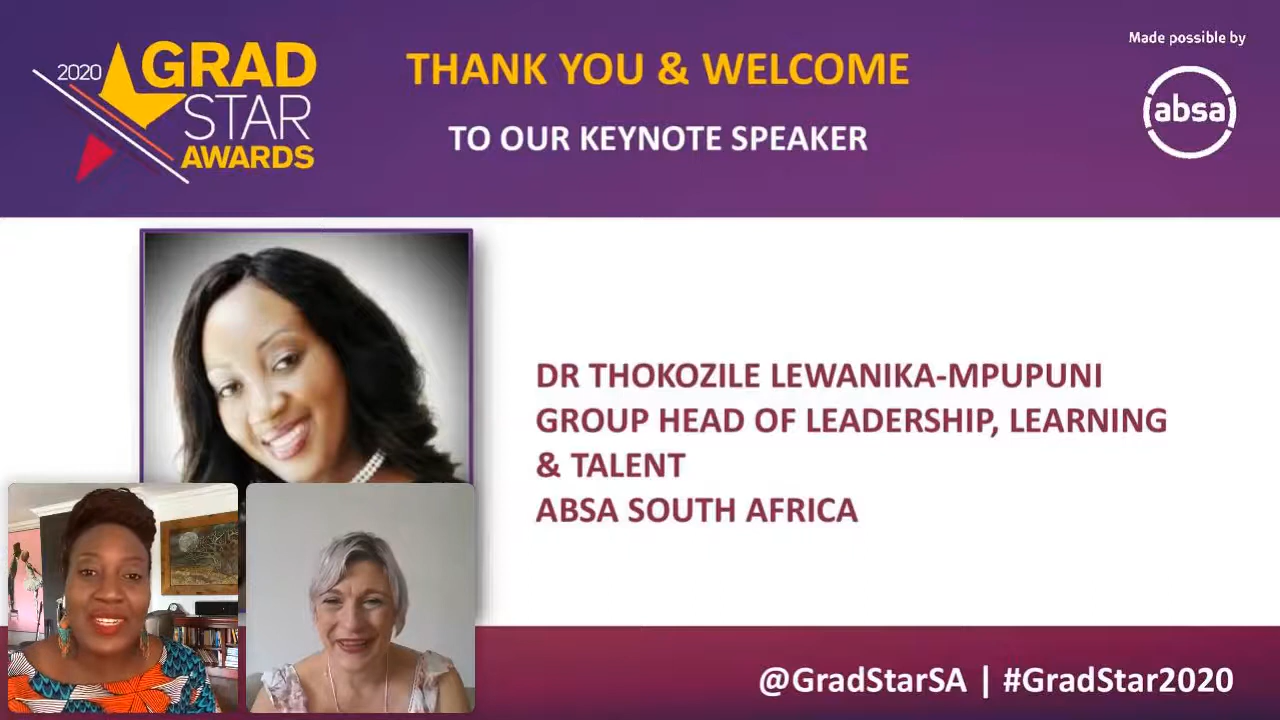 2020
GRAD
STAR
AWARDS
THANK YOU & WELCOME
TO OUR KEYNOTE SPEAKER
Made possible by
absa
DR THOKOZILE LEWANIKA-MPUPUNI
GROUP HEAD OF LEADERSHIP, LEARNING
& TALENT
ABSA SOUTH AFRICA
@GradStarSA | #GradStar2020